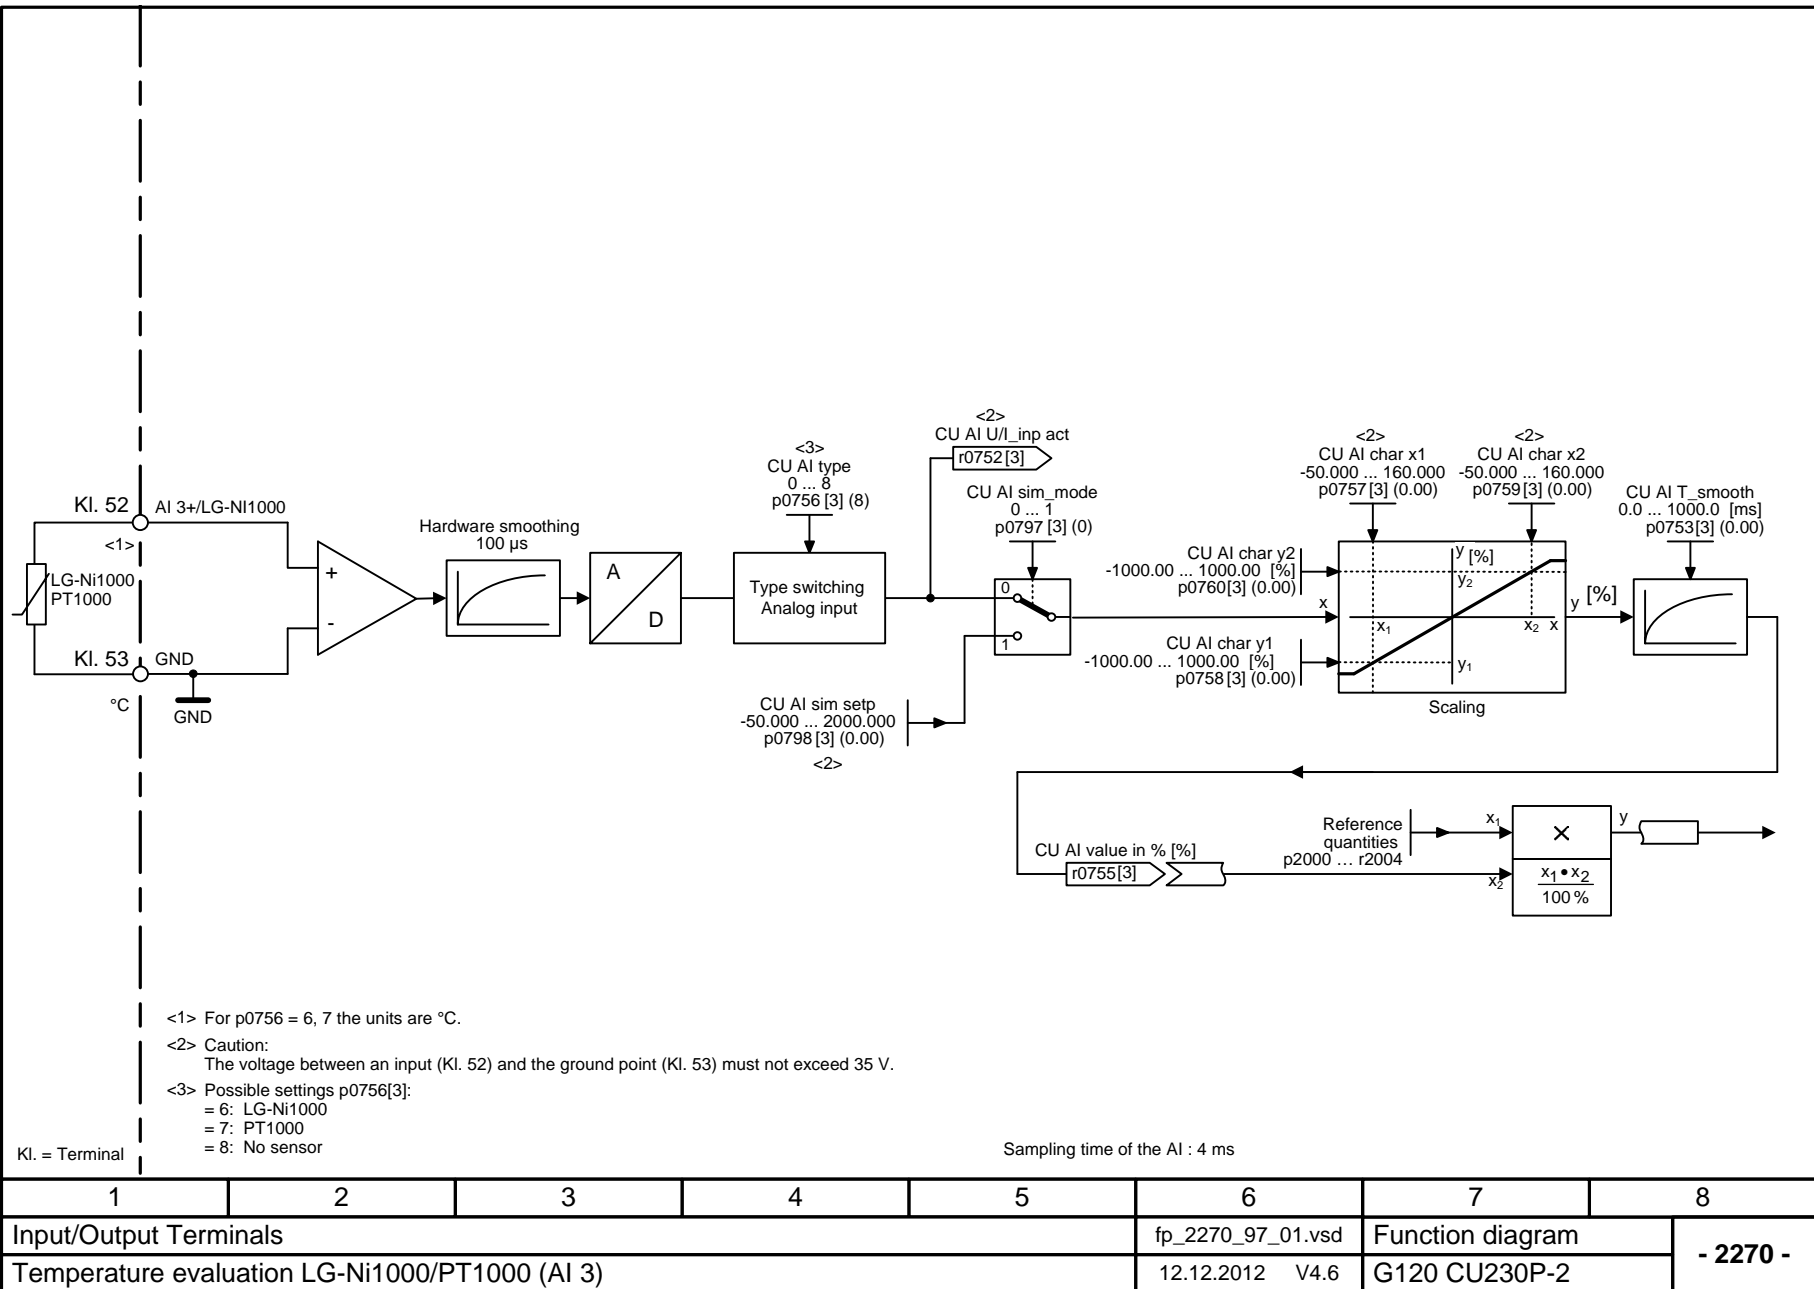 <2>
CU AI U/I_inp act
r0752[3]
<3>
CU AI type
0 ... 8
p0756 [3] (8)
CU AI sim_mode
0 ... 1
p0797 [3] (0)
<2>
CU AI char x1
-50.000 ... 160.000
p0757[3] (0.00)
<2>
CU AI char x2
-50.000 ... 160.000
p0759[3] (0.00)
CU AI T_smooth
0.0 ... 1000.0 [ms]
p0753[3] (0.00)
Kl. 52
AI 3+/LG-NI1000
<1>
LG-Ni1000
PT1000
Kl. 53
GND
°C
GND
+
-
Hardware smoothing
100 µs
A
D
Type switching
Analog input
0
1
CU AI char y2
-1000.00 ... 1000.00 [%]
p0760[3] (0.00)
x
CU AI char y1
-1000.00 ... 1000.00 [%]
p0758[3] (0.00)
y [%]
y2
x1
x2 x
y1
Scaling
y [%]
CU AI sim setp
-50.000 ... 2000.000
p0798[3] (0.00)
<2>
CU AI value in % [%]
r0755[3]
Reference
quantities
p2000 ... r2004
x1
x2
×
x1•x2
100 %
y
<1> For p0756 = 6, 7 the units are °C.
<2> Caution:
The voltage between an input (Kl. 52) and the ground point (Kl. 53) must not exceed 35 V.
<3> Possible settings p0756[3]:
= 6: LG-Ni1000
= 7: PT1000
= 8: No sensor
Kl. = Terminal
Sampling time of the AI : 4 ms
1 2 3 4 5 6 7 8
Input/Output Terminals
fp_2270_97_01.vsd
Function diagram
- 2270 -
Temperature evaluation LG-Ni1000/PT1000 (AI 3)
12.12.2012 V4.6
G120 CU230P-2